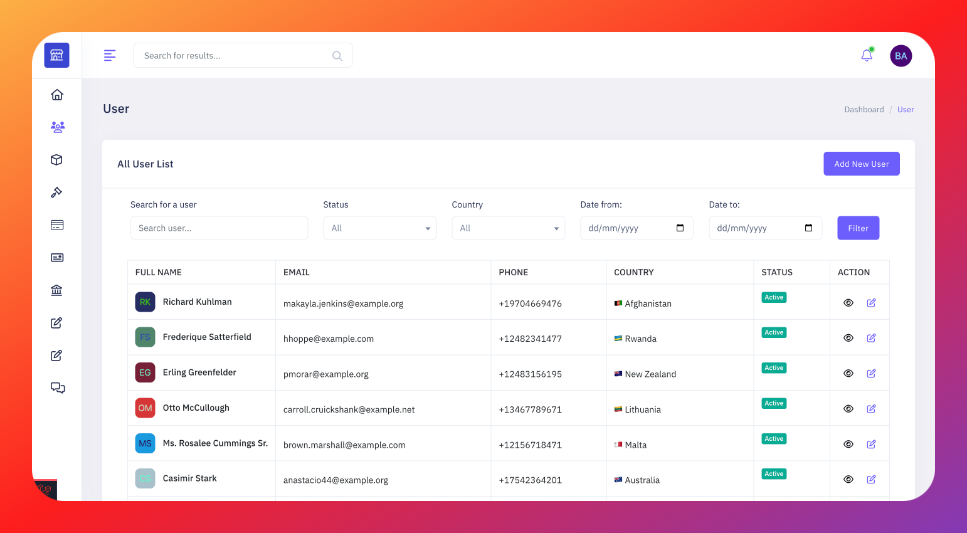 Search for results...
BA
User
Dashboard / User
All User List
Add New User
Search for a user
Status
Country
Date from:
Date to:
Search user...
All
All
dd/mm/yyyy
dd/mm/yyyy
Filter
FULL NAME EMAIL PHONE COUNTRY STATUS ACTION
RK Richard Kuhlman makayla.jenkins@example.org +19704669476 Afghanistan Active
FS Frederique Satterfield hhoppe@example.com +12482341477 Rwanda Active
EG Erling Greenfelder pmorar@example.org +12483156195 New Zealand Active
OM Otto McCullough carroll.cruickshank@example.net +13467789671 Lithuania Active
MS Ms. Rosalee Cummings Sr. brown.marshall@example.com +12156718471 Malta Active
CS Casimir Stark anastacio44@example.org +17542364201 Australia Active